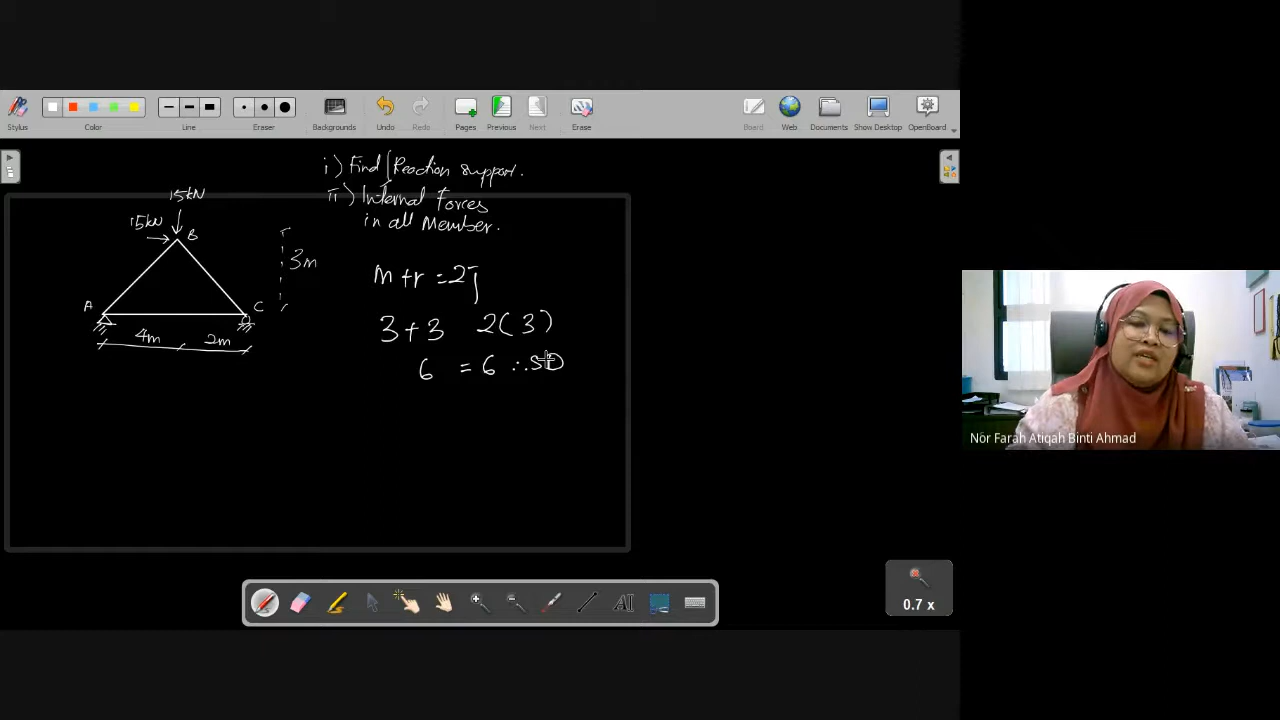 Stylus
Color
Line
Eraser
Backgrounds
Undo
Redo
Pages
Previous
Next
Erase
Board
Web
Documents
Show Desktop
OpenBoard
i) Find Reaction support.
ii) Internal Forces
in all Member.
15kN
15kN
B
3m
A
C
4m
2m
m+r =2j
3+3 2(3)
6 = 6 ∴SD
Nor Farah Atiqah Binti Ahmad
0.7 x